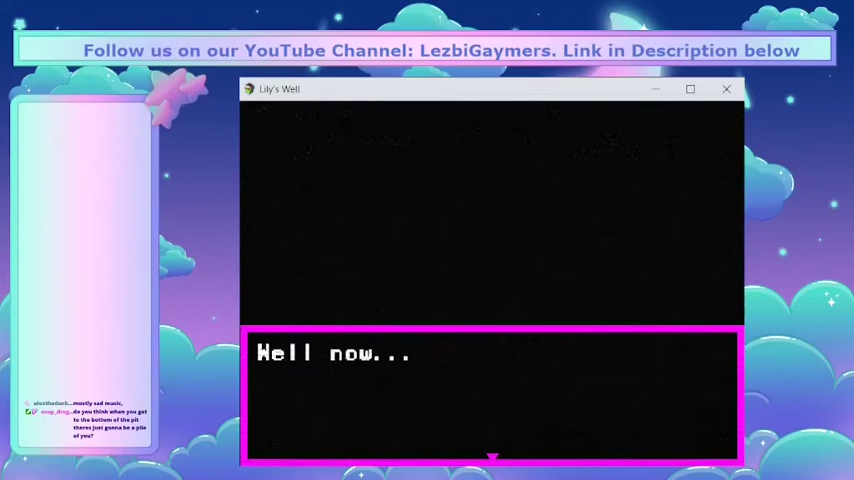 Follow us on our YouTube Channel: LezbiGaymers. Link in Description below
Lily's Well
Well now...
mostly sad music,
do you think when you get
to the bottom of the pit
theres just gonna be a pile
of you?